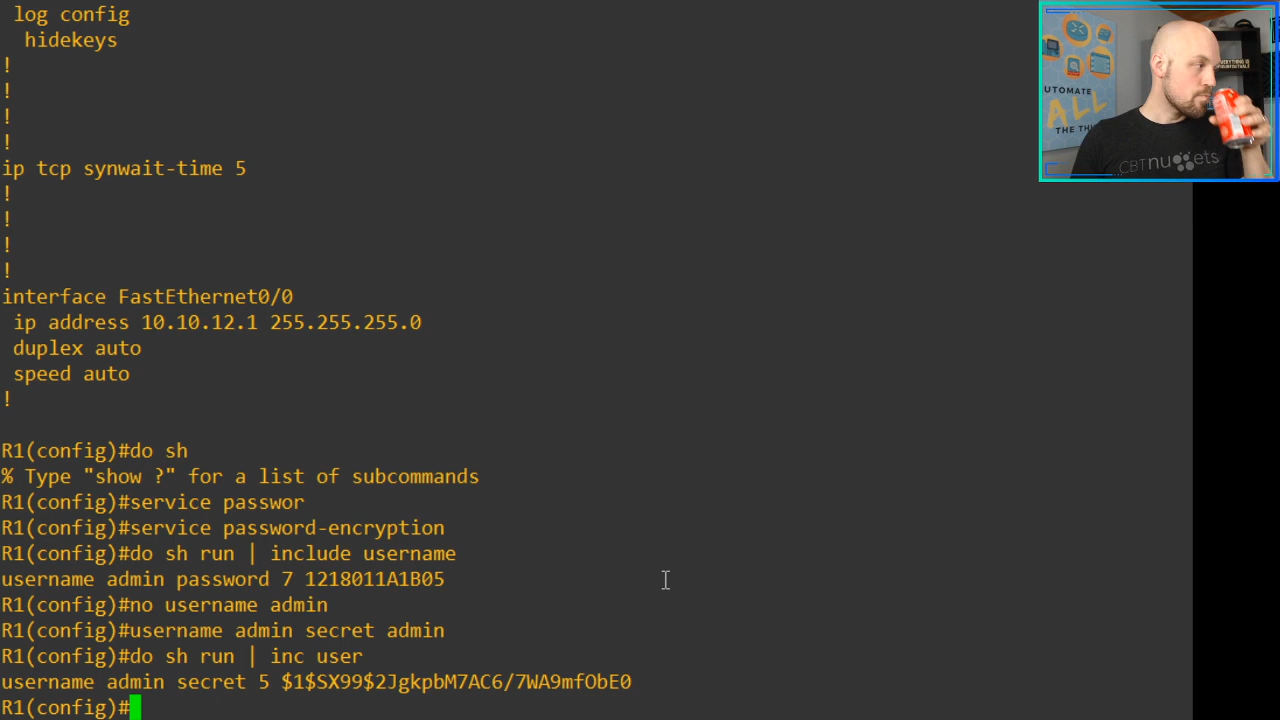 log config
hidekeys
!
!
!
!
ip tcp synwait-time 5
!
!
!
!
interface FastEthernet0/0
ip address 10.10.12.1 255.255.255.0
duplex auto
speed auto
!
R1(config)#do sh
% Type "show ?" for a list of subcommands
R1(config)#service passwor
R1(config)#service password-encryption
R1(config)#do sh run | include username
username admin password 7 1218011A1B05
R1(config)#no username admin
R1(config)#username admin secret admin
R1(config)#do sh run | inc user
username admin secret 5 $1$SX99$2JgkpbM7AC6/7WA9mfObE0
R1(config)#
UTOMATE
ALL
THE TH
CBTnuggets